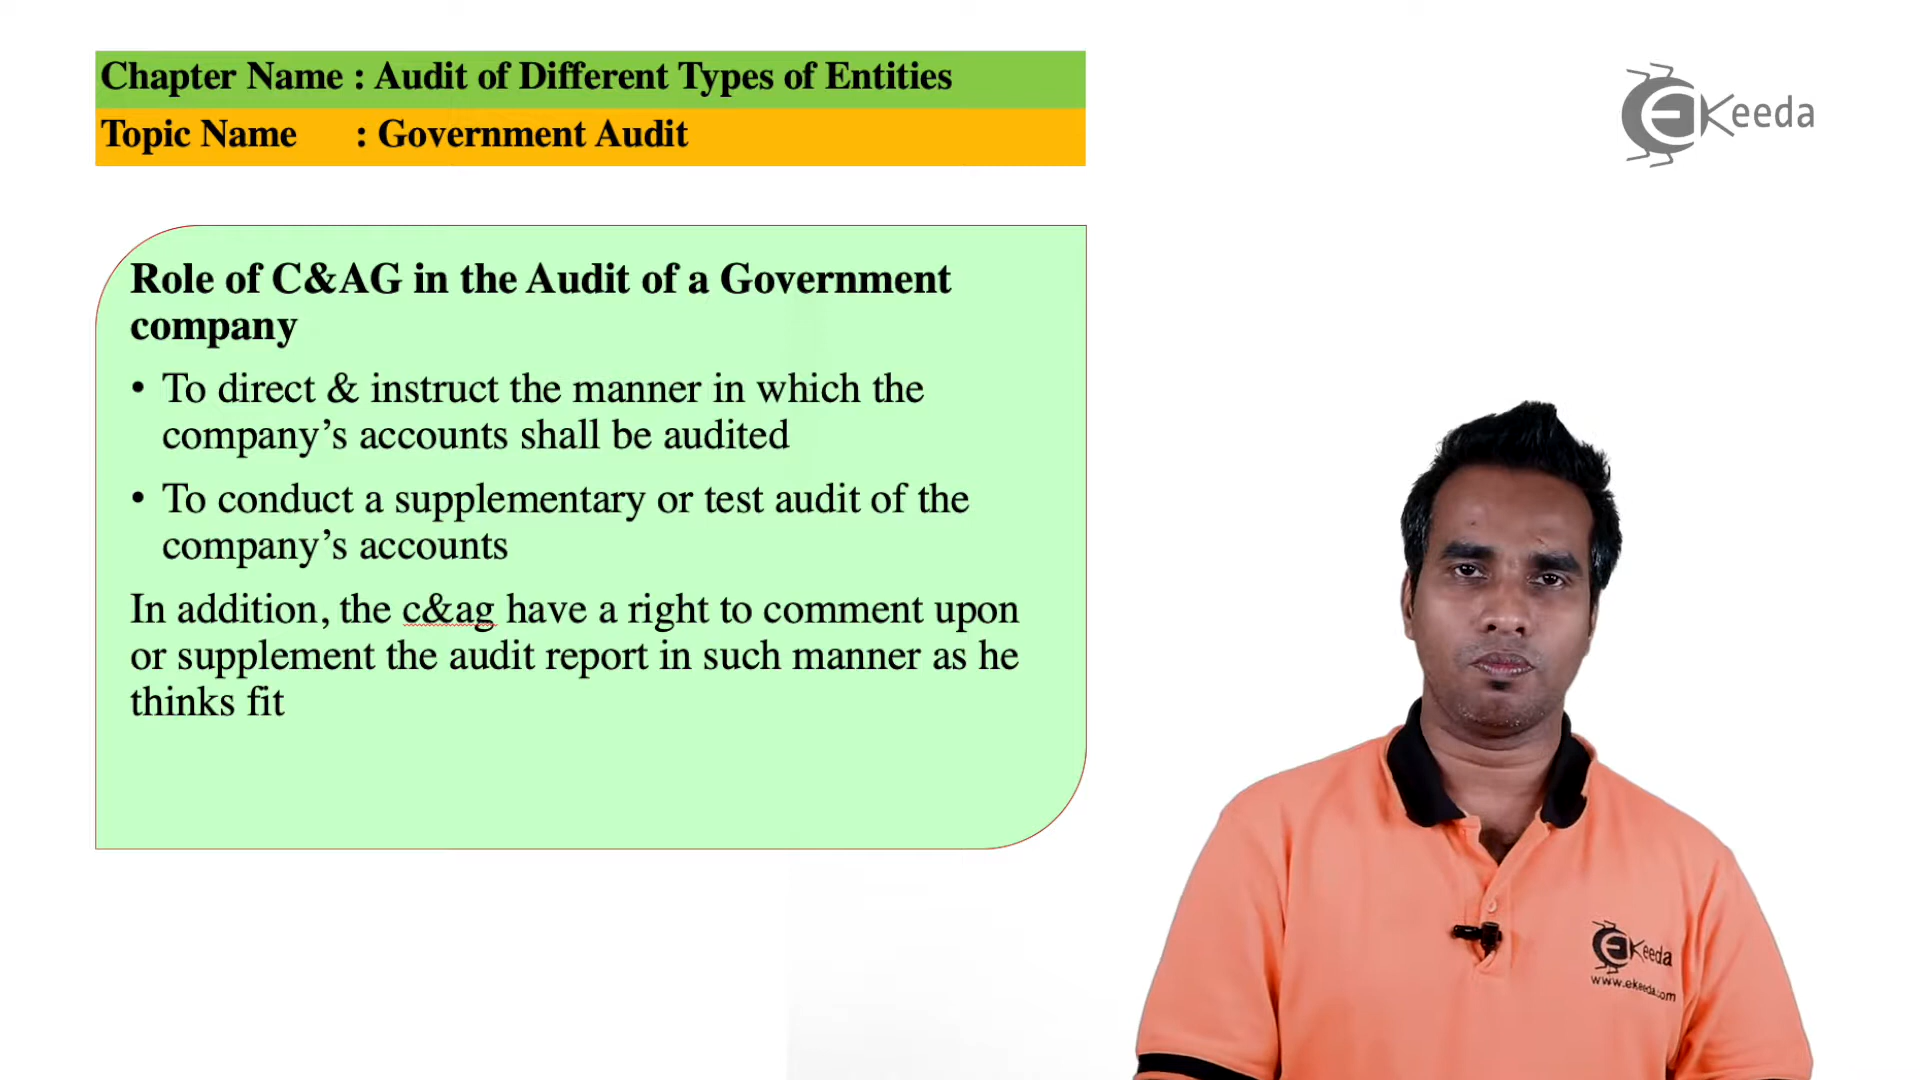 Chapter Name : Audit of Different Types of Entities
Topic Name : Government Audit
Keeda
Role of C&AG in the Audit of a Government
company
• To direct & instruct the manner in which the
company’s accounts shall be audited
• To conduct a supplementary or test audit of the
company’s accounts
In addition, the c&ag have a right to comment upon
or supplement the audit report in such manner as he
thinks fit
Keeda
www.ekeeda.com